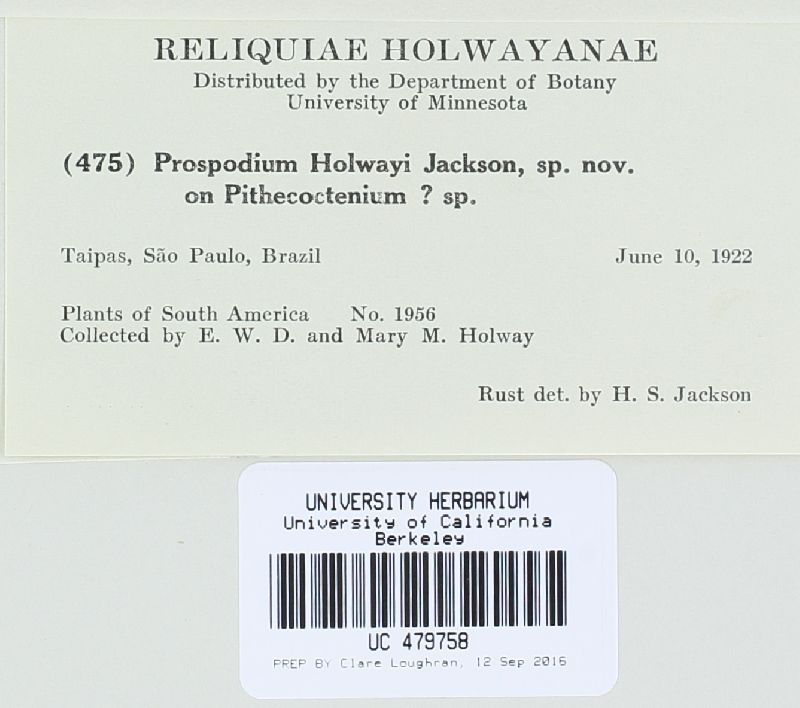 RELIQUIAE HOLWAYANAE
Distributed by the Department of Botany
University of Minnesota
(475) Prospodium Holwayi Jackson, sp. nov.
on Pithecoctenium ? sp.
Taipas, São Paulo, Brazil June 10, 1922
Plants of South America No. 1956
Collected by E. W. D. and Mary M. Holway
Rust det. by H. S. Jackson
UNIVERSITY HERBARIUM
University of California
Berkeley
UC 479758
PREP BY Clare Loughran, 12 Sep 2016